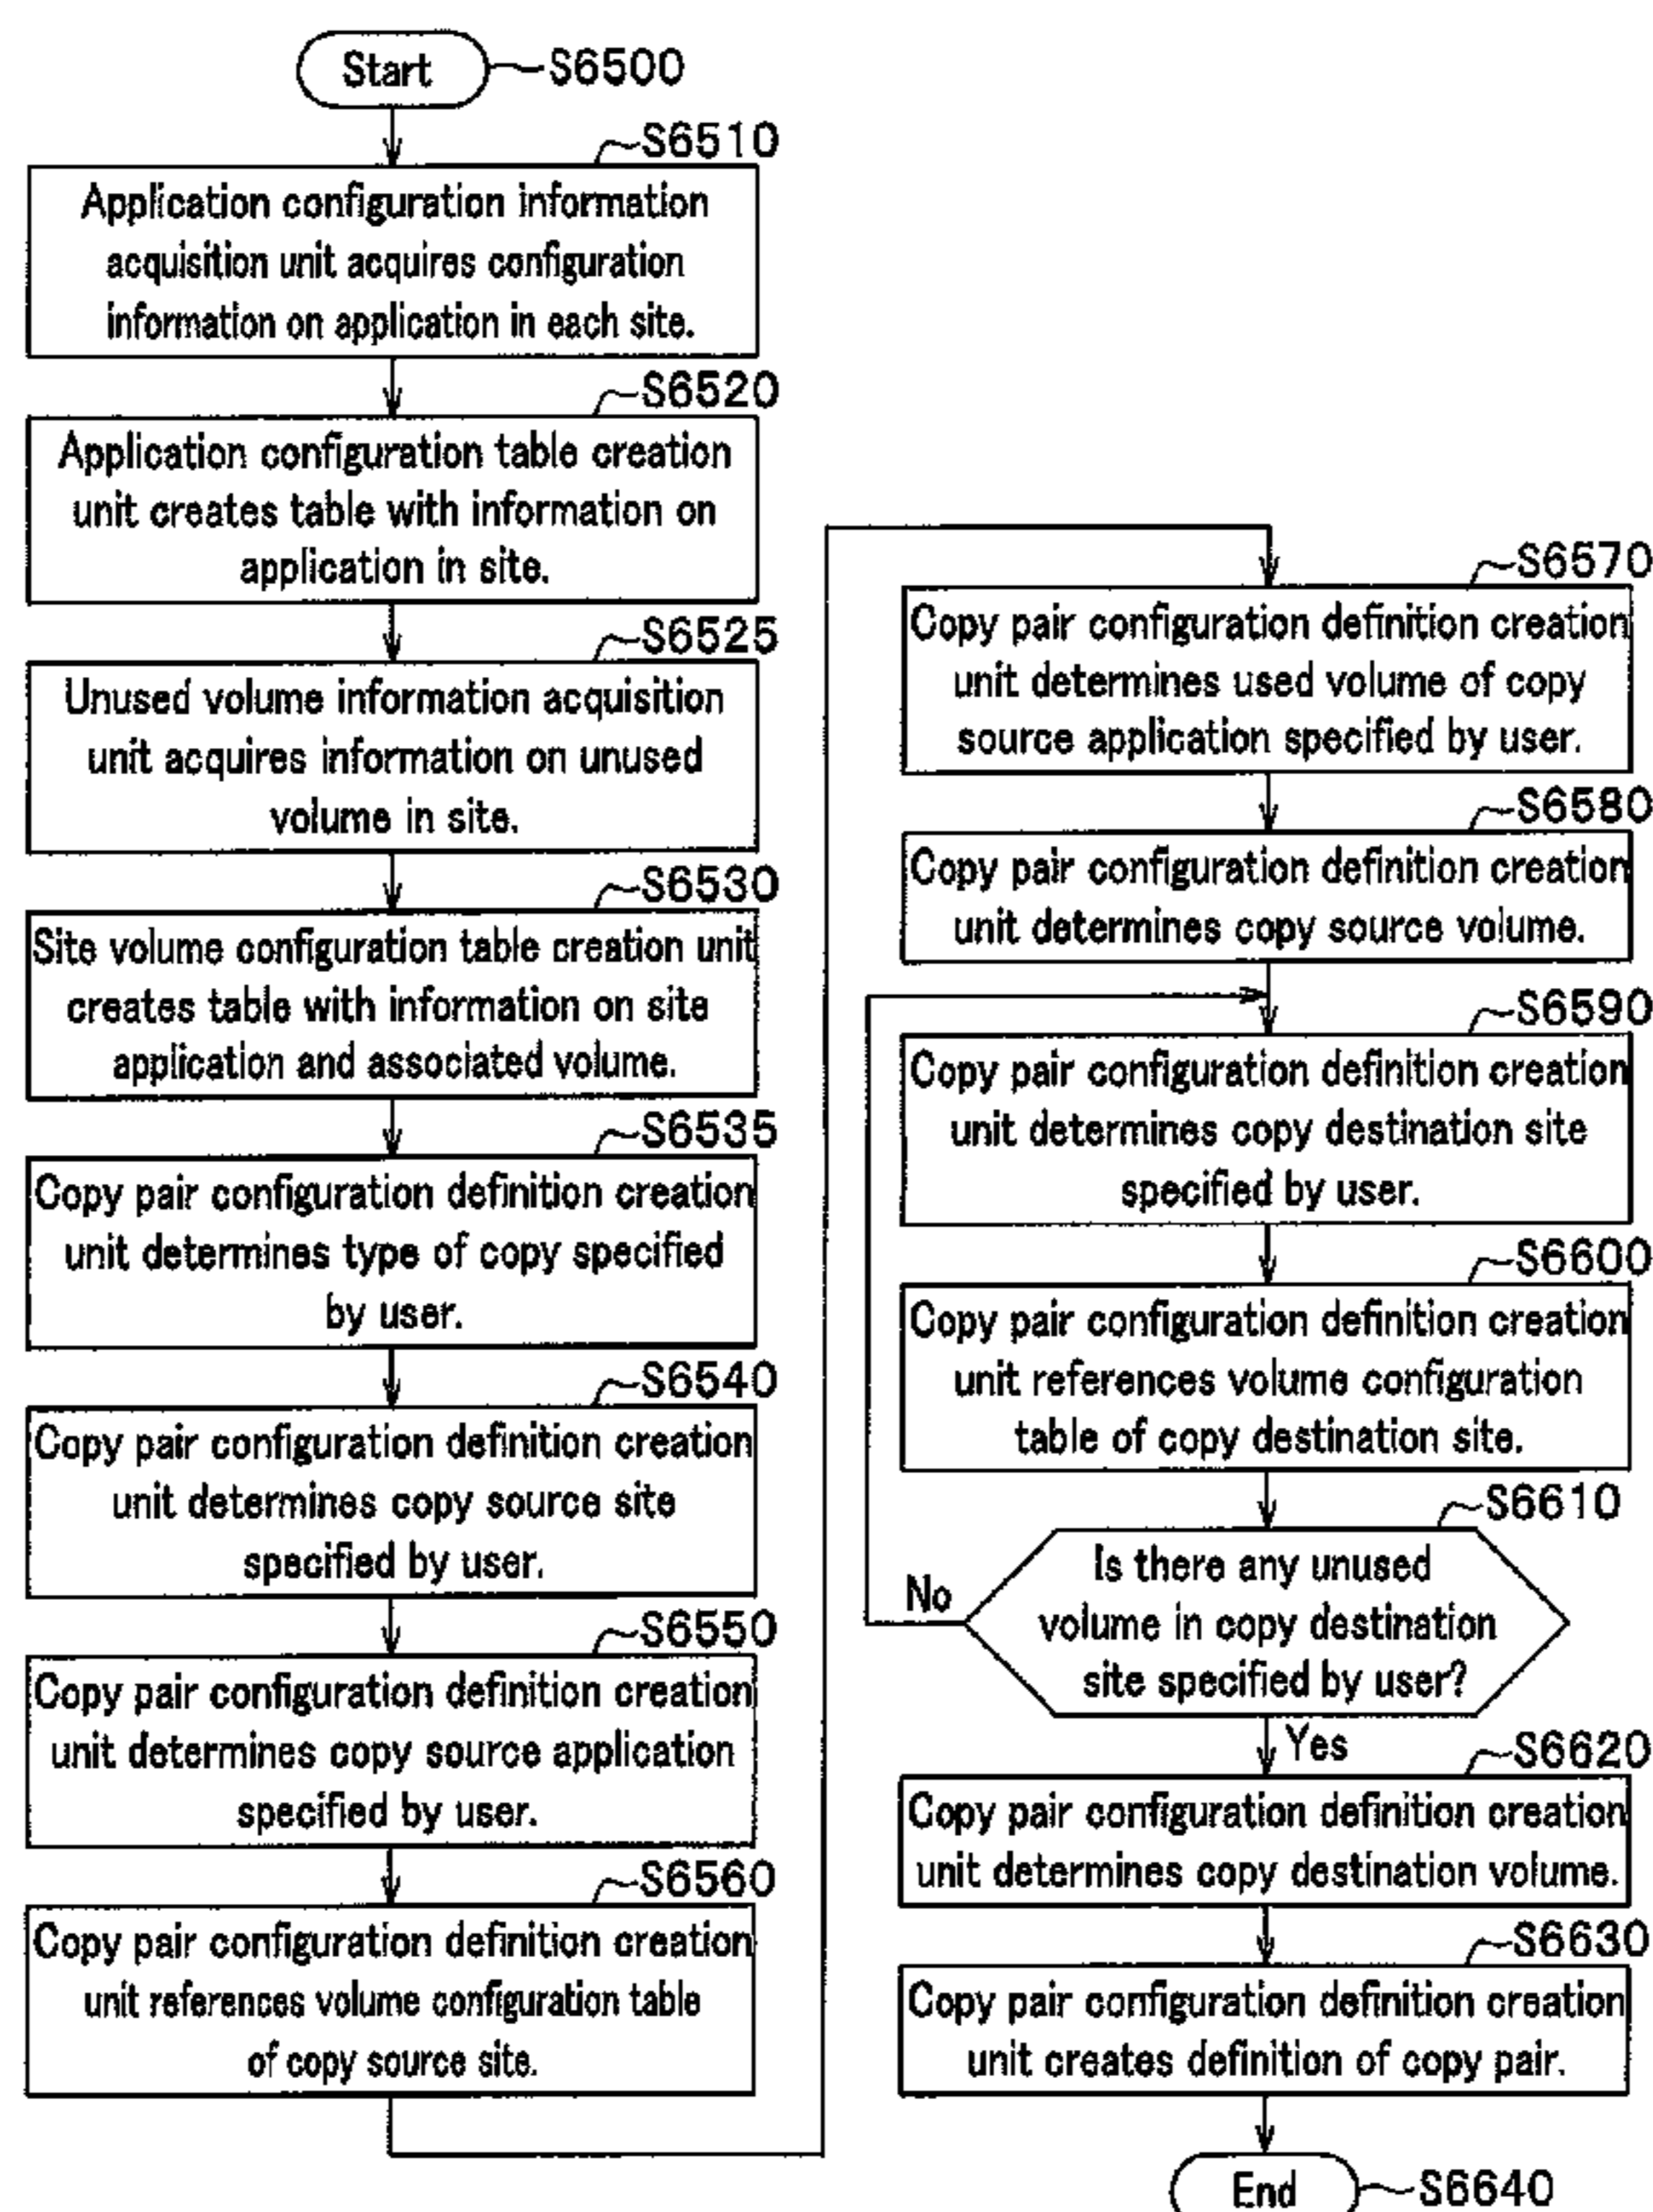 Start
S6500
S6510
Application configuration information
acquisition unit acquires configuration
information on application in each site.
S6520
Application configuration table creation
unit creates table with information on
application in site.
S6525
Unused volume information acquisition
unit acquires information on unused
volume in site.
S6530
Site volume configuration table creation unit
creates table with information on site
application and associated volume.
S6535
Copy pair configuration definition creation
unit determines type of copy specified
by user.
S6540
Copy pair configuration definition creation
unit determines copy source site
specified by user.
S6550
Copy pair configuration definition creation
unit determines copy source application
specified by user.
S6560
Copy pair configuration definition creation
unit references volume configuration table
of copy source site.
S6570
Copy pair configuration definition creation
unit determines used volume of copy
source application specified by user.
S6580
Copy pair configuration definition creation
unit determines copy source volume.
S6590
Copy pair configuration definition creation
unit determines copy destination site
specified by user.
S6600
Copy pair configuration definition creation
unit references volume configuration
table of copy destination site.
S6610
Is there any unused
volume in copy destination
site specified by user?
No
Yes
S6620
Copy pair configuration definition creation
unit determines copy destination volume.
S6630
Copy pair configuration definition creation
unit creates definition of copy pair.
End
S6640